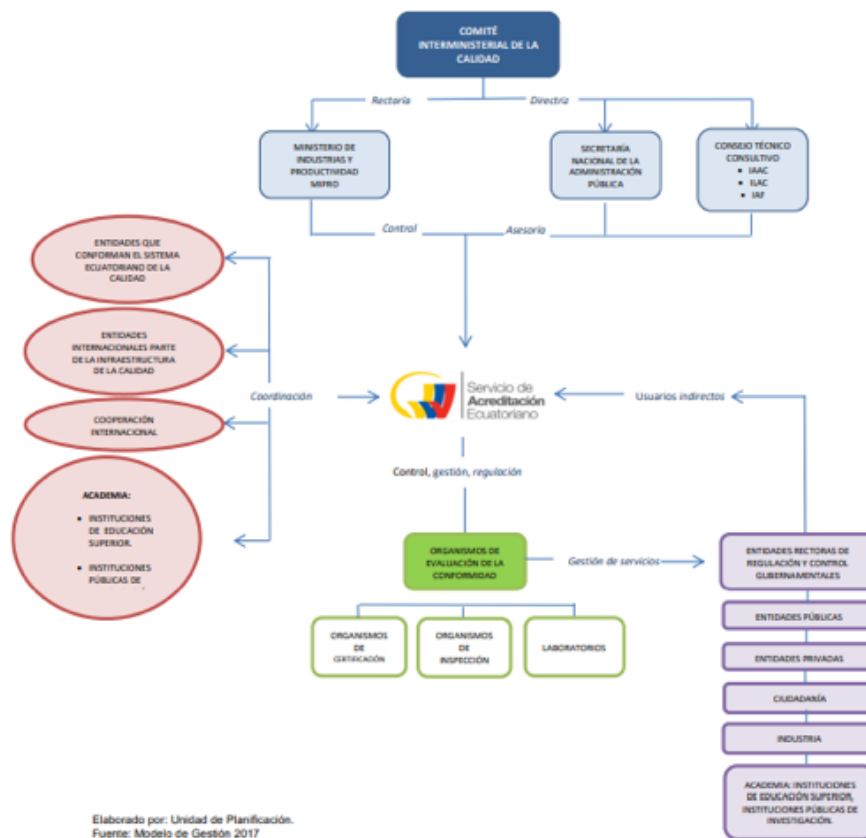 COMITÉ
INTERMINISTERIAL DE LA
CALIDAD
Rectoría
Directriz
MINISTERIO DE
INDUSTRIAS Y
PRODUCTIVIDAD
MIPRO
SECRETARÍA
NACIONAL DE LA
ADMINISTRACIÓN
PÚBLICA
CONSEJO TÉCNICO
CONSULTIVO
• IAAC
• ILAC
• IAF
Control
Asesoría
ENTIDADES QUE
CONFORMAN EL SISTEMA
ECUATORIANO DE LA
CALIDAD
ENTIDADES
INTERNACIONALES PARTE
DE LA INFRAESTRUCTURA
DE LA CALIDAD
COOPERACIÓN
INTERNACIONAL
ACADEMIA:
• INSTITUCIONES
DE EDUCACIÓN
SUPERIOR.
• INSTITUCIONES
PÚBLICAS DE
Coordinación
Servicio de
Acreditación
Ecuatoriano
Usuarios indirectos
Control, gestión, regulación
ORGANISMOS DE
EVALUACIÓN DE LA
CONFORMIDAD
Gestión de servicios
ORGANISMOS
DE
CERTIFICACIÓN
ORGANISMOS
DE
INSPECCIÓN
LABORATORIOS
ENTIDADES RECTORAS DE
REGULACIÓN Y CONTROL
GUBERNAMENTALES
ENTIDADES PÚBLICAS
ENTIDADES PRIVADAS
CIUDADANÍA
INDUSTRIA
ACADEMIA: INSTITUCIONES
DE EDUCACIÓN SUPERIOR,
INSTITUCIONES PÚBLICAS DE
INVESTIGACIÓN.
Elaborado por: Unidad de Planificación.
Fuente: Modelo de Gestión 2017